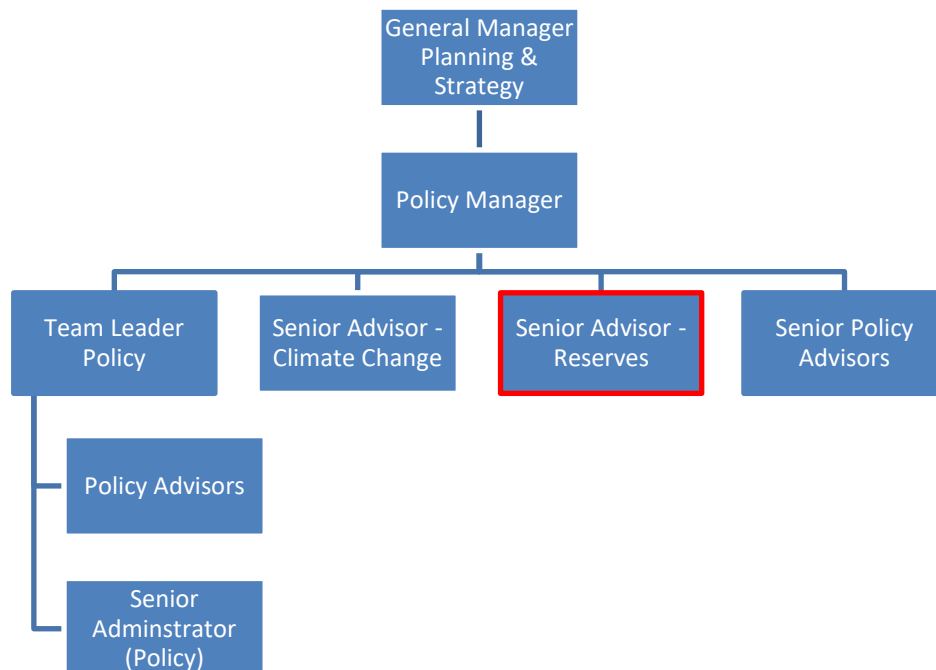 General Manager
Planning &
Strategy
Policy Manager
Team Leader
Policy
Senior Advisor -
Climate Change
Senior Advisor -
Reserves
Senior Policy
Advisors
Policy Advisors
Senior
Adminstrator
(Policy)